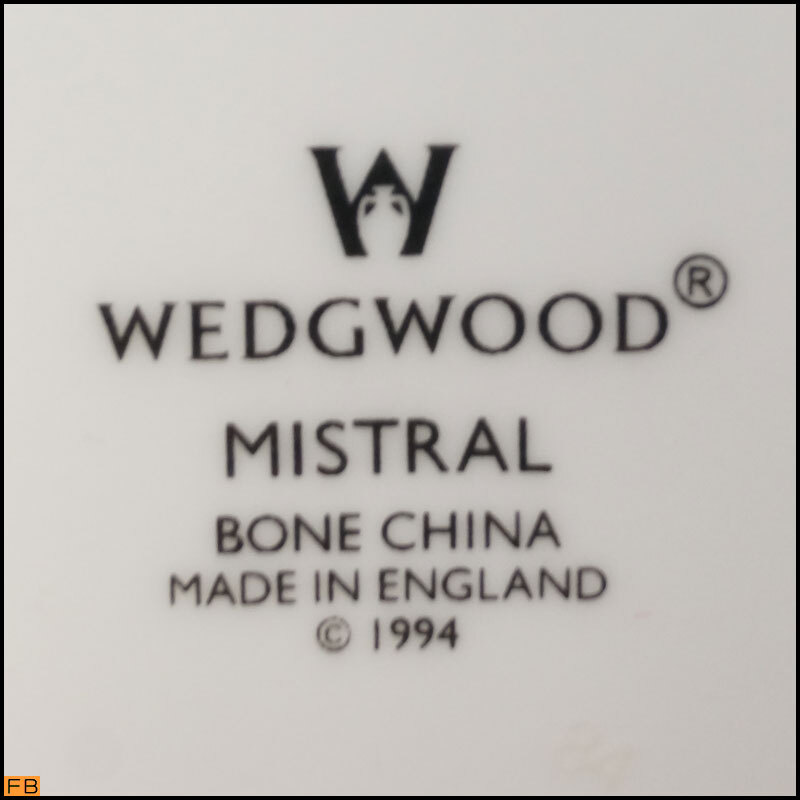 W
WEDGWOOD®
MISTRAL
BONE CHINA
MADE IN ENGLAND
© 1994
FB